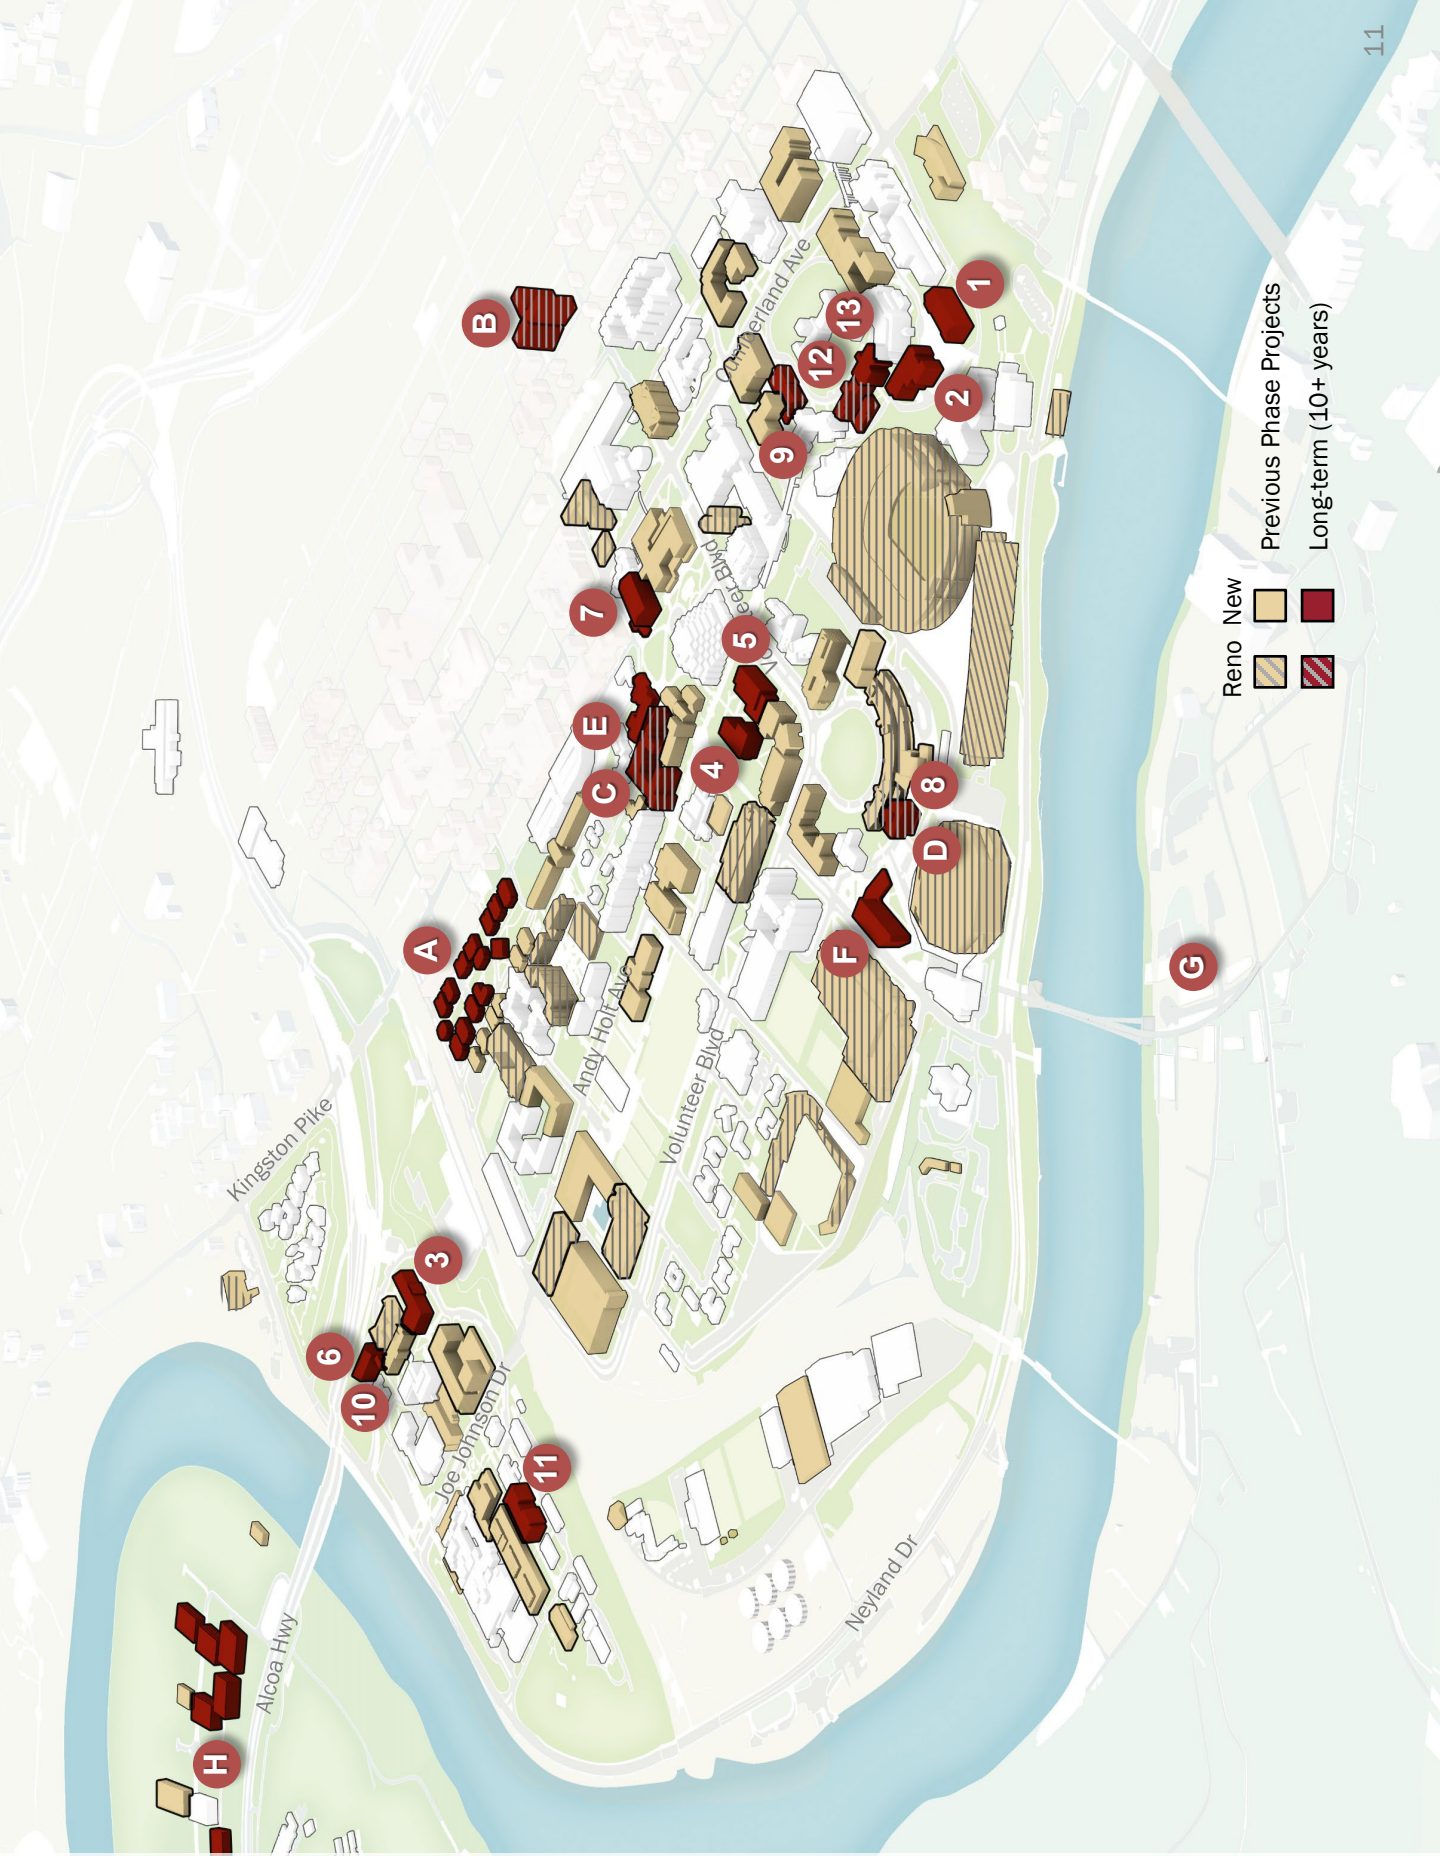 H
Alcoa Hwy
Kingston Pike
6
10
A
3
Joe Johnson Dr
B
11
7
E
C
Andy Holt Ave
Volunteer Blvd
4
5
Volunteer Blvd
Cumberland Ave
9
12
13
F
Neyland Dr
8
D
2
1
G
Reno New
Previous Phase Projects
Long-term (10+ years)
11